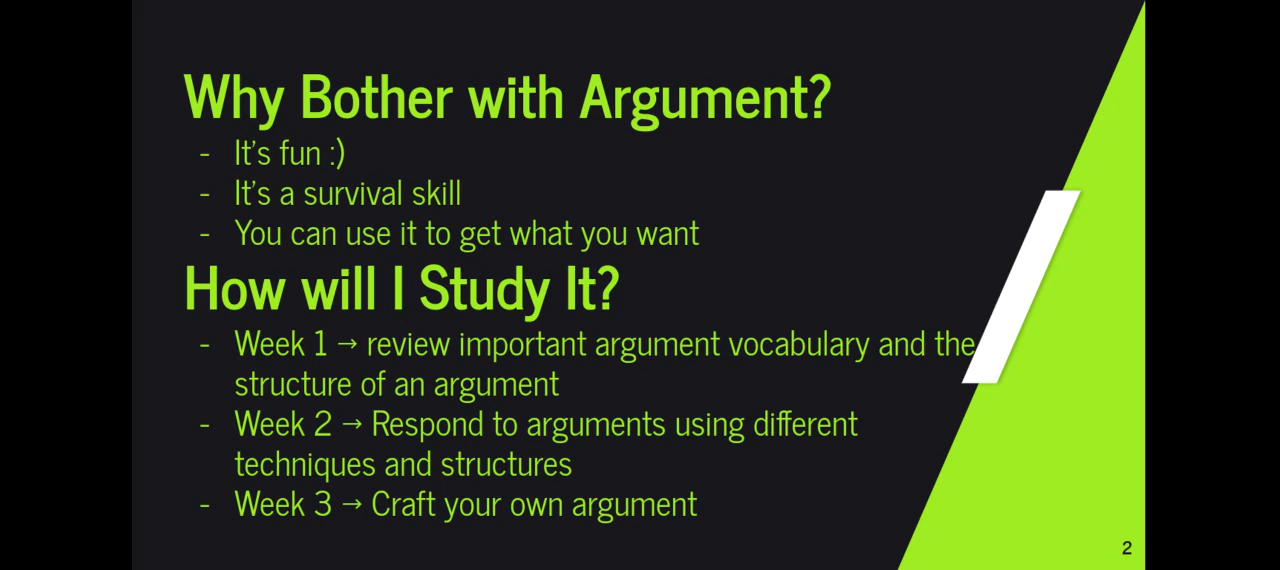 Why Bother with Argument?
- It's fun :)
- It's a survival skill
- You can use it to get what you want
How will I Study It?
- Week 1 → review important argument vocabulary and the
structure of an argument
- Week 2 → Respond to arguments using different
techniques and structures
- Week 3 → Craft your own argument
2